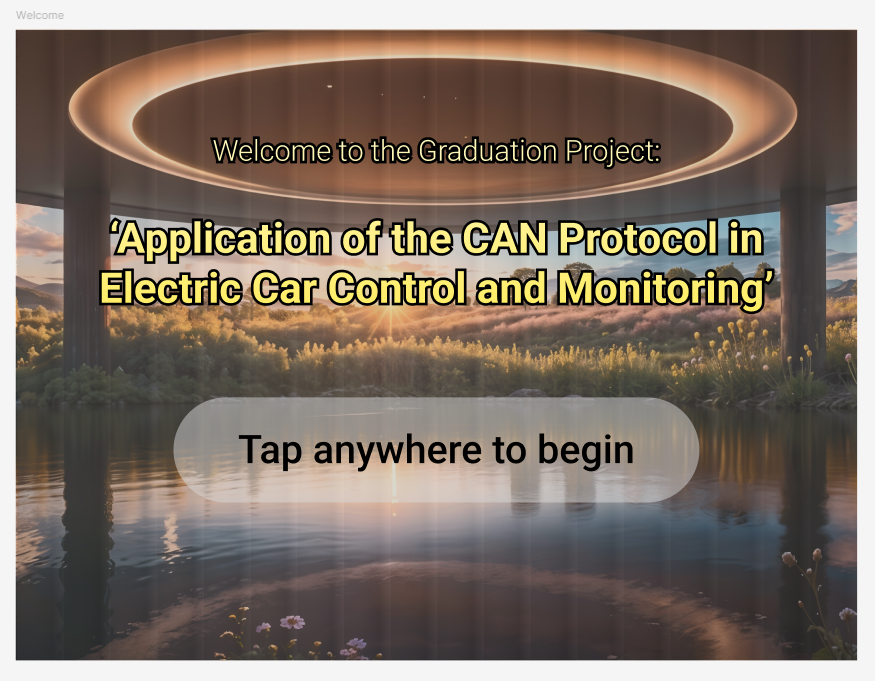 Welcome
Welcome to the Graduation Project:
‘Application of the CAN Protocol in
Electric Car Control and Monitoring’
Tap anywhere to begin